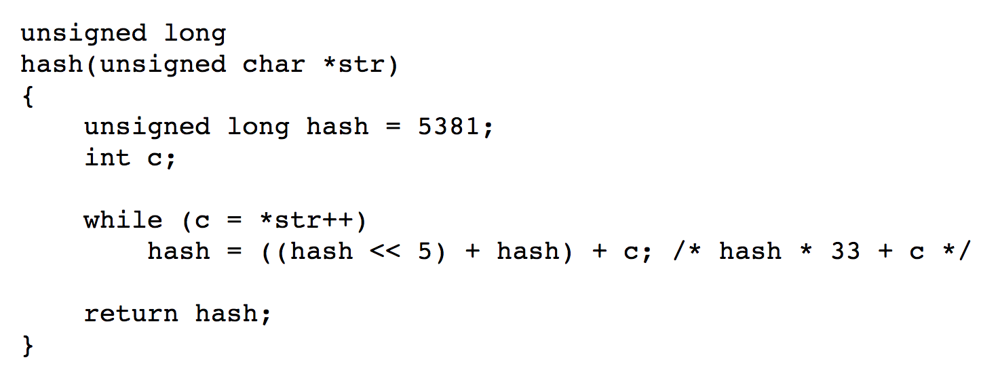 unsigned long
hash(unsigned char *str)
{
    unsigned long hash = 5381;
    int c;

    while (c = *str++)
        hash = ((hash << 5) + hash) + c; /* hash * 33 + c */

    return hash;
}